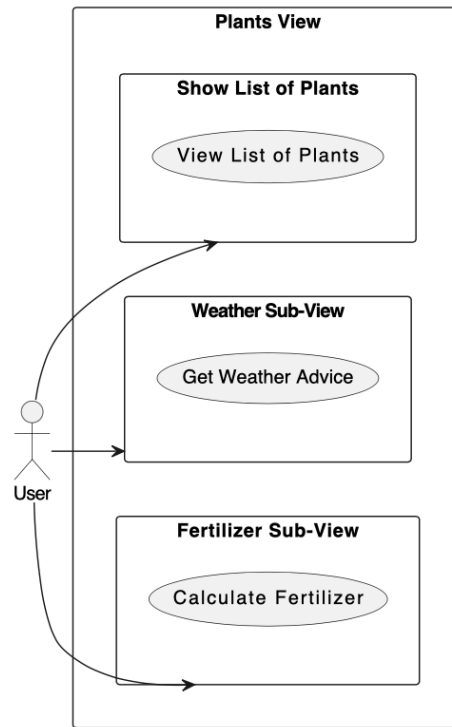 Plants View
Show List of Plants
View List of Plants
Weather Sub-View
Get Weather Advice
User
Fertilizer Sub-View
Calculate Fertilizer